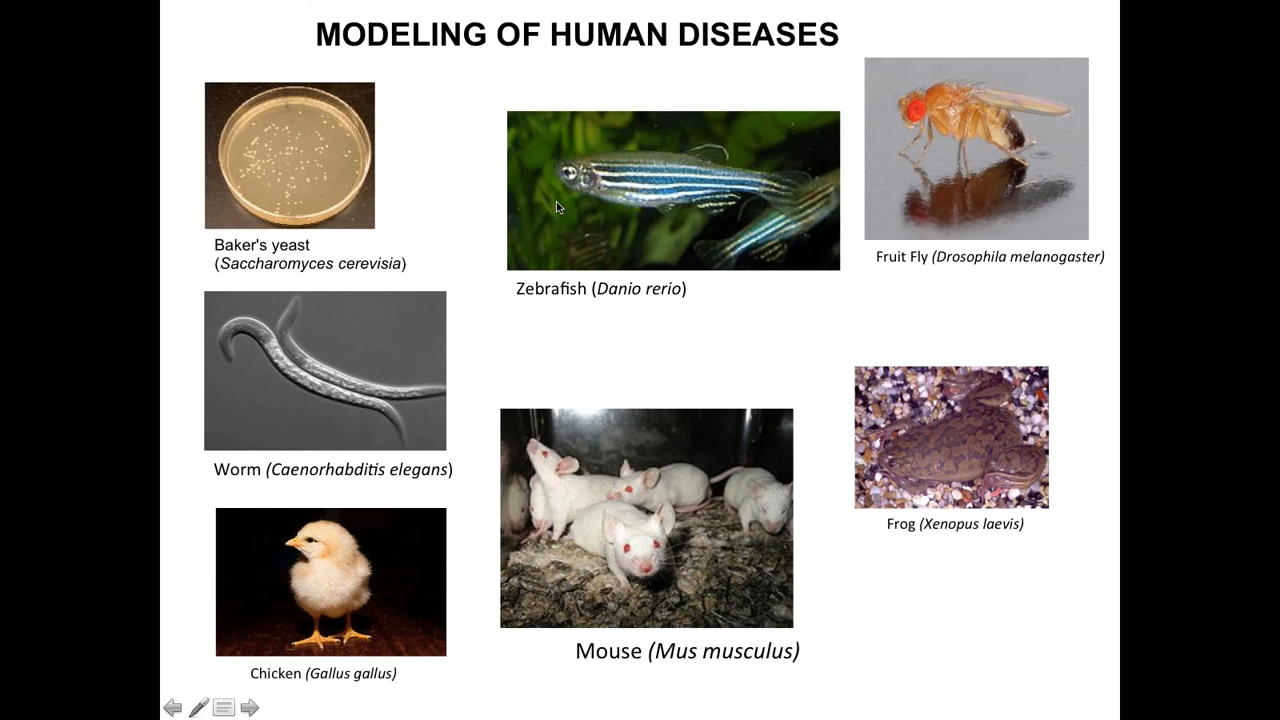 MODELING OF HUMAN DISEASES
Baker's yeast
(Saccharomyces cerevisia)
Zebrafish (Danio rerio)
Fruit Fly (Drosophila melanogaster)
Worm (Caenorhabditis elegans)
Frog (Xenopus laevis)
Mouse (Mus musculus)
Chicken (Gallus gallus)